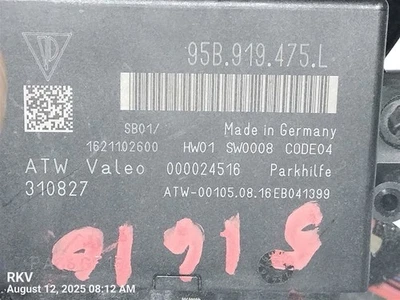 95B.919.475.L
SB01/
1621102600
Made in Germany
HW01 SW0008 CODE04
ATW Valeo 000024516 Parkhilfe
310827
ATW-00105.08.16EB041399
RKV
August 12, 2025 08:12 AM